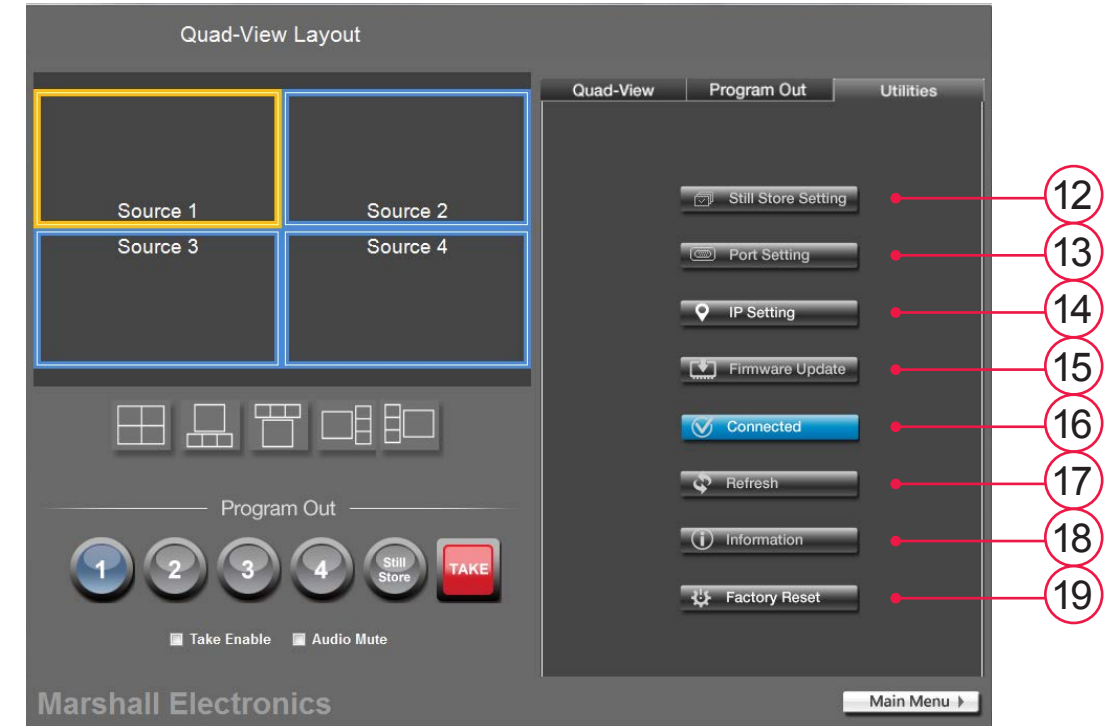 Quad-View Layout
Source 1
Source 2
Source 3
Source 4
Program Out
1
2
3
4
Still
Store
TAKE
Take Enable
Audio Mute
Marshall Electronics
Quad-View
Program Out
Utilities
Still Store Setting
12
Port Setting
13
IP Setting
14
Firmware Update
15
Connected
16
Refresh
17
Information
18
Factory Reset
19
Main Menu